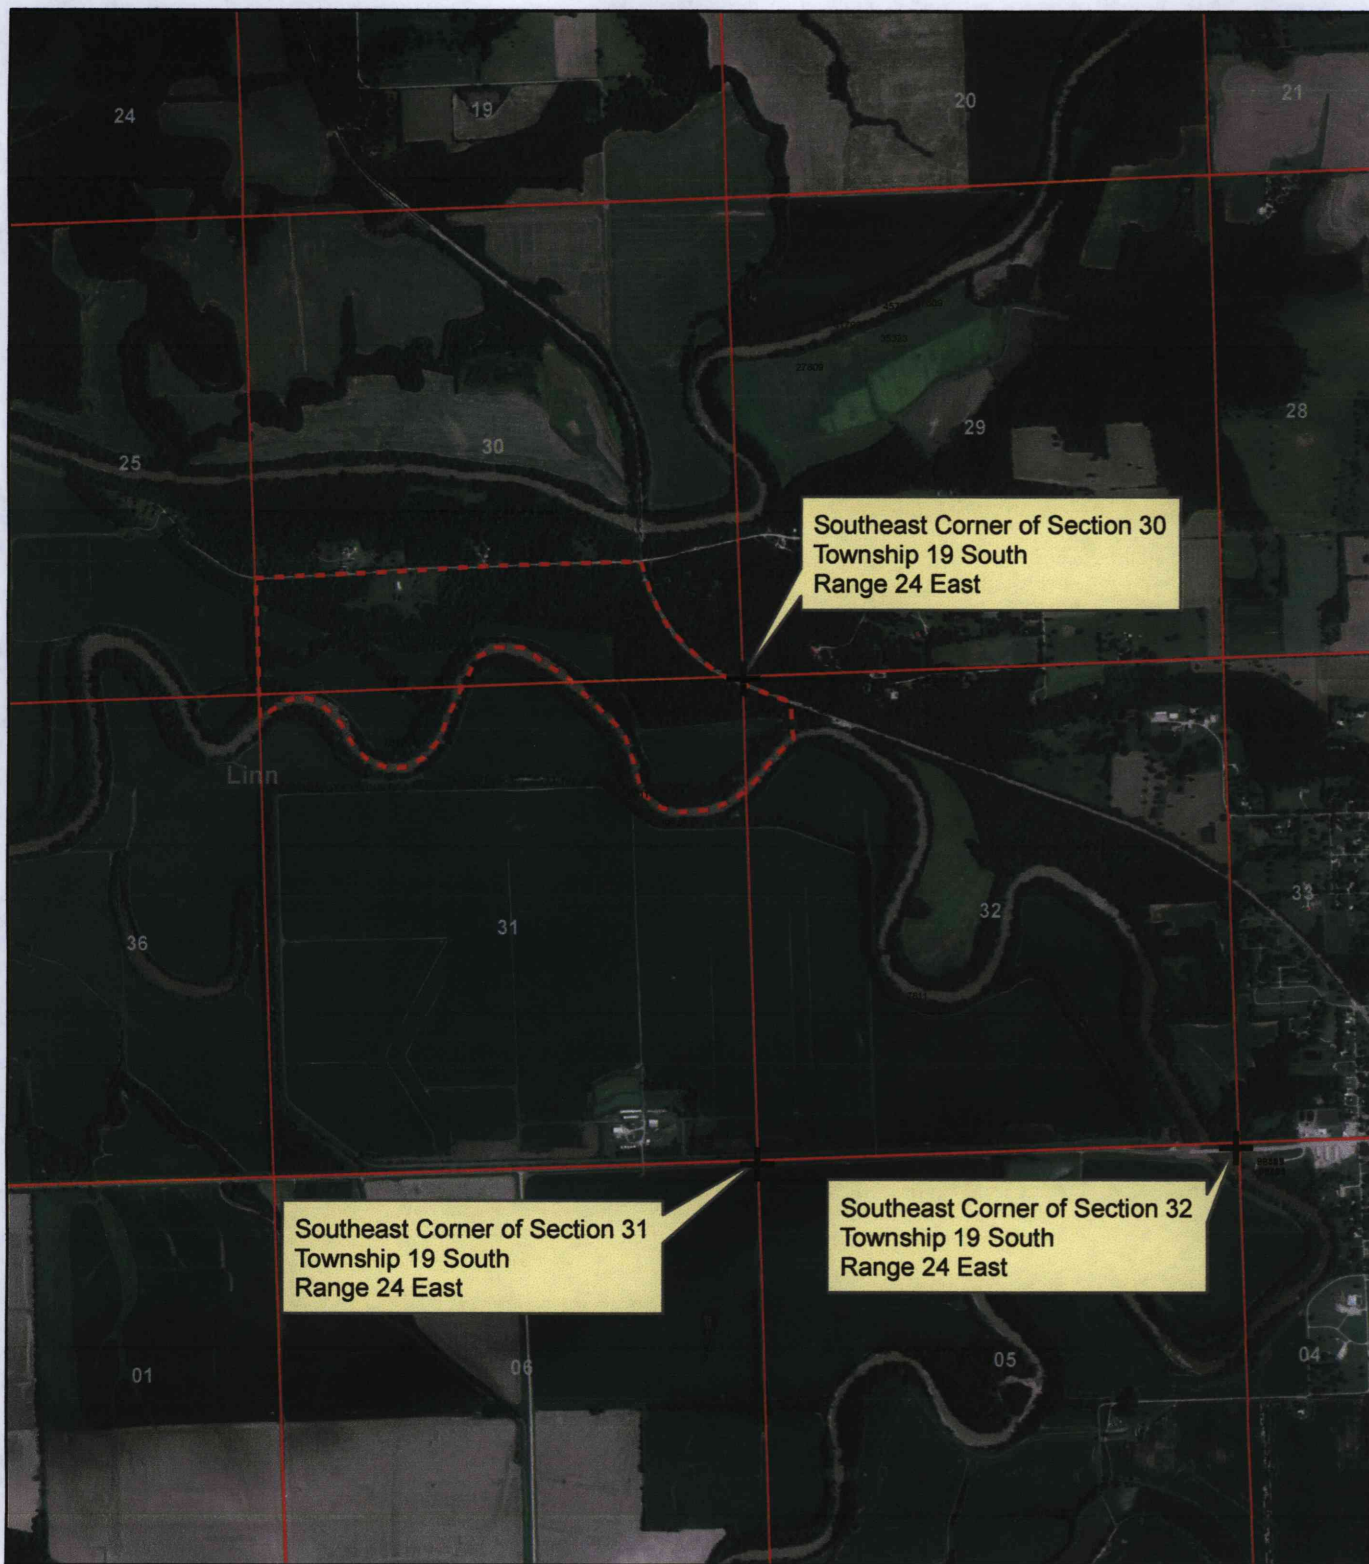 24
19
20
21
25
30
29
28
27809
Southeast Corner of Section 30
Township 19 South
Range 24 East
Linn
36
31
32
33
Southeast Corner of Section 31
Township 19 South
Range 24 East
Southeast Corner of Section 32
Township 19 South
Range 24 East
01
06
05
04